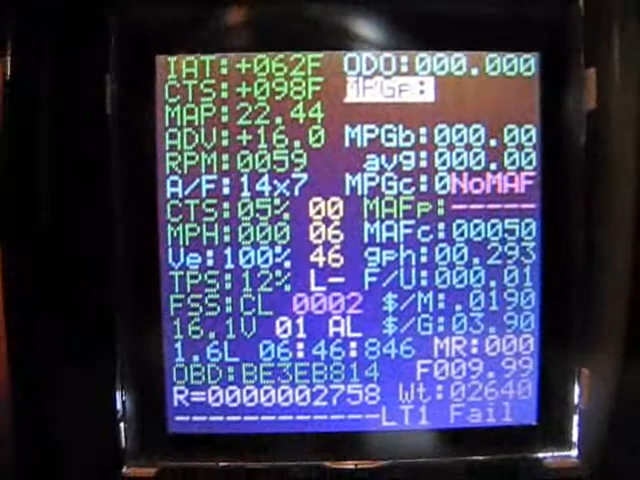 IAT:+062F ODO:000.000
CTS:+098F MPGp:
MAP:22.44
ADV:+16.0 MPGb:000.00
RPM:0059 avg:000.00
A/F:14x7 MPGc:0NoMAF
CTS:05% 00 MAFp:-----
MPH:000 06 MAFc:00050
Ve:100% 46 gph:00.293
TPS:12% L- F/U:000.01
FSS:CL 0002 $/M:.0190
16.1V 01 AL $/G:03.90
1.6L 06:46:846 MR:000
OBD:BE3EB814 F009.99
R=0000002758 Wt:02640
------------LT1 Fail